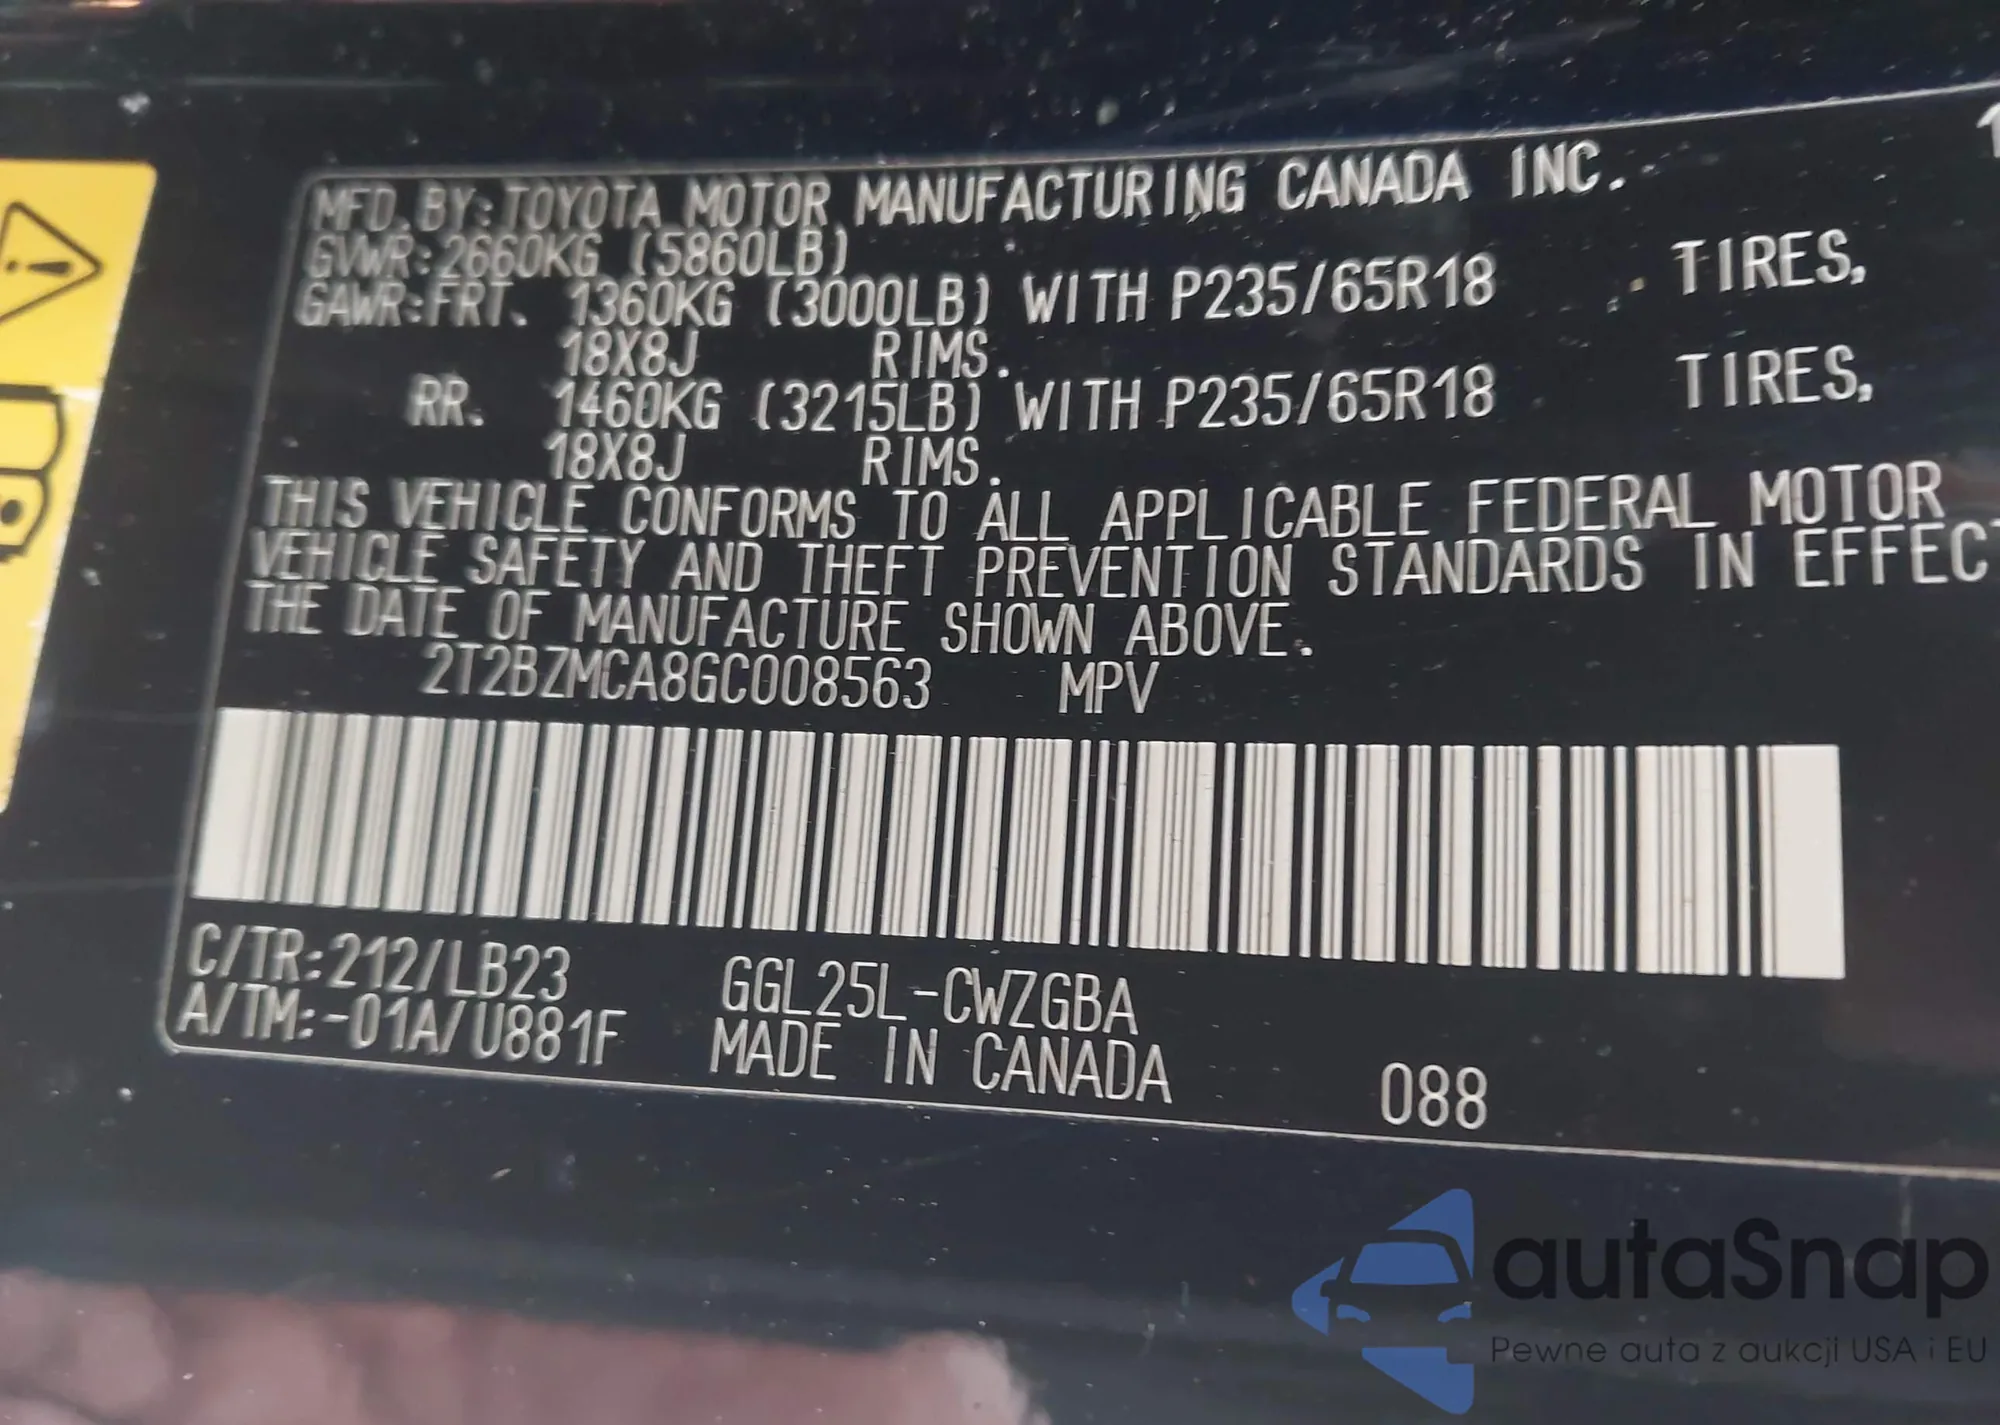 MFD. BY: TOYOTA MOTOR MANUFACTURING CANADA INC.
GVWR: 2660KG (5860LB)
GAWR: FRT. 1360KG (3000LB) WITH P235/65R18 TIRES,
18X8J RIMS.
RR. 1460KG (3215LB) WITH P235/65R18 TIRES,
18X8J RIMS.
THIS VEHICLE CONFORMS TO ALL APPLICABLE FEDERAL MOTOR
VEHICLE SAFETY AND THEFT PREVENTION STANDARDS IN EFFEC
THE DATE OF MANUFACTURE SHOWN ABOVE.
2T2BZMCA8GC008563 MPV
C/TR: 212/LB23 GGL25L-CWZGBA
A/TM: -01A/U881F MADE IN CANADA 088
autaSnap
Pewne auta z aukcji USA i EU